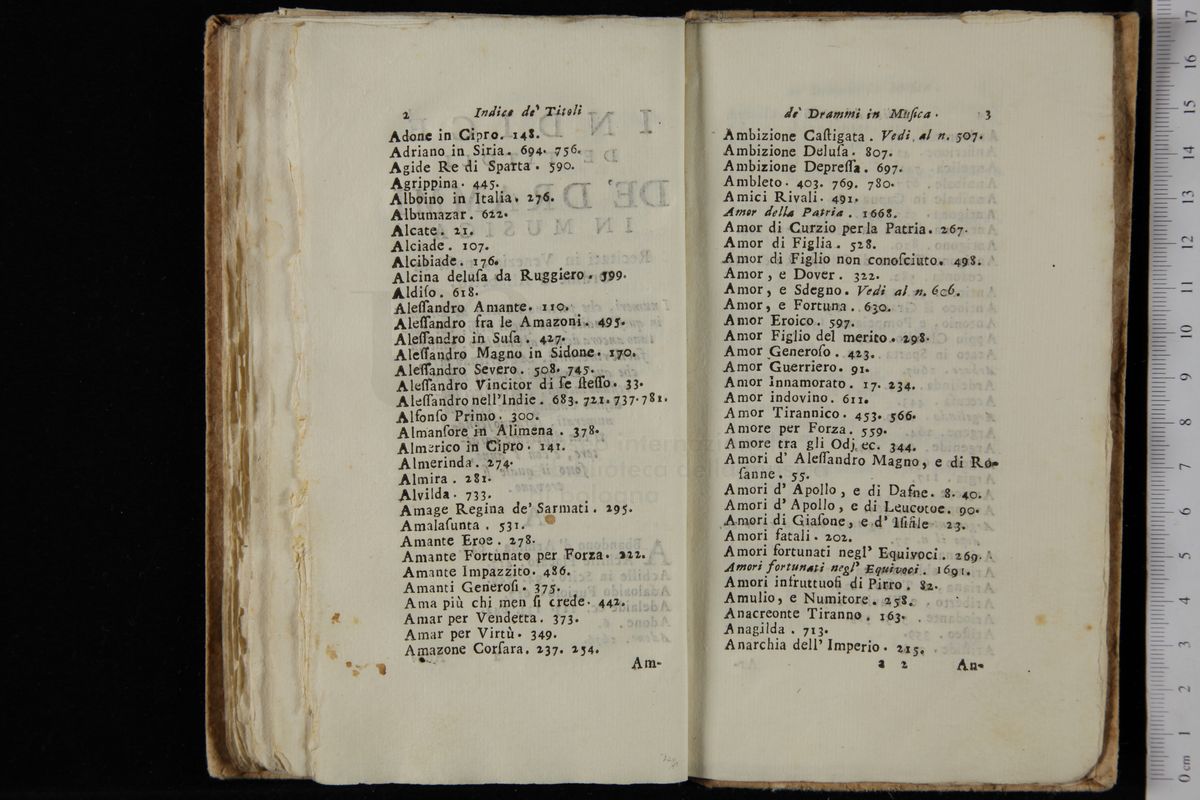 2 Indice de' Titoli
Adone in Cipro. 148.
Adriano in Siria. 694. 756.
Agide Re di Sparta. 590.
Agrippina. 445.
Alboino in Italia. 276.
Albumazar. 622.
Alcate. 21.
Alciade. 107.
Alcibiade. 176.
Alcina deluſa da Ruggiero. 599.
Aldiſo. 618.
Aleſſandro Amante. 110.
Aleſſandro fra le Amazoni. 495.
Aleſſandro in Suſa. 427.
Aleſſandro Magno in Sidone. 170.
Aleſſandro Severo. 508. 745.
Aleſſandro Vincitor di ſe ſteſſo. 33.
Aleſſandro nell'Indie. 683. 721. 737. 781.
Alfonſo Primo. 300.
Almanſore in Alimena. 378.
Almerico in Cipro. 141.
Almerinda. 274.
Almira. 281.
Alvilda. 733.
Amage Regina de' Sarmati. 295.
Amalaſunta. 531.
Amante Eroe. 278.
Amante Fortunato per Forza. 222.
Amante Impazzito. 486.
Amanti Generoſi. 375.
Ama più chi men ſi crede. 442.
Amar per Vendetta. 373.
Amar per Virtù. 349.
Amazone Corſara. 237. 254.
Am-
de' Drammi in Muſica. 3
Ambizione Caſtigata. Vedi al n. 507.
Ambizione Deluſa. 807.
Ambizione Depreſſa. 697.
Ambleto. 403. 769. 780.
Amici Rivali. 491.
Amor della Patria. 1668.
Amor di Curzio per la Patria. 267.
Amor di Figlia. 528.
Amor di Figlio non conoſciuto. 498.
Amor, e Dover. 322.
Amor, e Sdegno. Vedi al n. 606.
Amor, e Fortuna. 630.
Amor Eroico. 597.
Amor Figlio del merito. 298.
Amor Generoſo. 423.
Amor Guerriero. 91.
Amor Innamorato. 17. 234.
Amor indovino. 611.
Amor Tirannico. 453. 566.
Amore per Forza. 559.
Amore tra gli Odj ec. 344.
Amori d' Aleſſandro Magno, e di Ro-
ſanne. 55.
Amori d' Apollo, e di Dafne. 8. 40.
Amori d' Apollo, e di Leucotoe. 90.
Amori di Giaſone, e d' Iſifile. 23.
Amori fatali. 202.
Amori fortunati negl' Equivoci. 269.
Amori fortunati negl' Equivoci. 1691.
Amori infruttuoſi di Pirro. 82.
Amulio, e Numitore. 258.
Anacreonte Tiranno. 163.
Anagilda. 713.
Anarchia dell' Imperio. 215.
a 2 An-